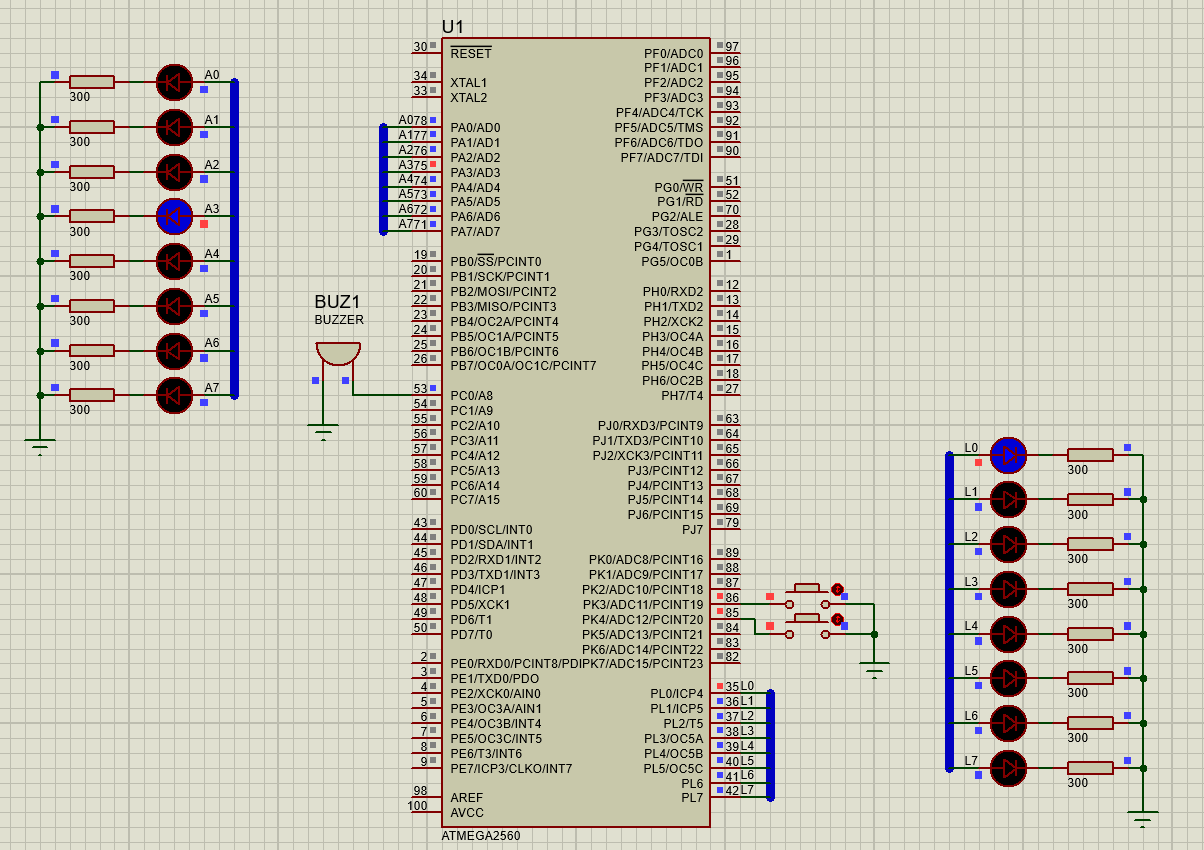 U1
A0
300
A1
300
A2
300
A3
300
A4
300
A5
300
A6
300
A7
300
BUZ1
BUZZER
30 RESET
34 XTAL1
33 XTAL2
A0 78 PA0/AD0
A1 77 PA1/AD1
A2 76 PA2/AD2
A3 75 PA3/AD3
A4 74 PA4/AD4
A5 73 PA5/AD5
A6 72 PA6/AD6
A7 71 PA7/AD7
19 PB0/SS/PCINT0
20 PB1/SCK/PCINT1
21 PB2/MOSI/PCINT2
22 PB3/MISO/PCINT3
23 PB4/OC2A/PCINT4
24 PB5/OC1A/PCINT5
25 PB6/OC1B/PCINT6
26 PB7/OC0A/OC1C/PCINT7
53 PC0/A8
54 PC1/A9
55 PC2/A10
56 PC3/A11
57 PC4/A12
58 PC5/A13
59 PC6/A14
60 PC7/A15
43 PD0/SCL/INT0
44 PD1/SDA/INT1
45 PD2/RXD1/INT2
46 PD3/TXD1/INT3
47 PD4/ICP1
48 PD5/XCK1
49 PD6/T1
50 PD7/T0
2 PE0/RXD0/PCINT8/PDI
3 PE1/TXD0/PDO
4 PE2/XCK0/AIN0
5 PE3/OC3A/AIN1
6 PE4/OC3B/INT4
7 PE5/OC3C/INT5
8 PE6/T3/INT6
9 PE7/ICP3/CLKO/INT7
98 AREF
100 AVCC
PF0/ADC0 97
PF1/ADC1 96
PF2/ADC2 95
PF3/ADC3 94
PF4/ADC4/TCK 93
PF5/ADC5/TMS 92
PF6/ADC6/TDO 91
PF7/ADC7/TDI 90
PG0/WR 51
PG1/RD 52
PG2/ALE 70
PG3/TOSC2 28
PG4/TOSC1 29
PG5/OC0B 1
PH0/RXD2 12
PH1/TXD2 13
PH2/XCK2 14
PH3/OC4A 15
PH4/OC4B 16
PH5/OC4C 17
PH6/OC2B 18
PH7/T4 27
PJ0/RXD3/PCINT9 63
PJ1/TXD3/PCINT10 64
PJ2/XCK3/PCINT11 65
PJ3/PCINT12 66
PJ4/PCINT13 67
PJ5/PCINT14 68
PJ6/PCINT15 69
PJ7 79
PK0/ADC8/PCINT16 89
PK1/ADC9/PCINT17 88
PK2/ADC10/PCINT18 87
PK3/ADC11/PCINT19 86
PK4/ADC12/PCINT20 85
PK5/ADC13/PCINT21 84
PK6/ADC14/PCINT22 83
PK7/ADC15/PCINT23 82
PL0/ICP4 35 L0
PL1/ICP5 36 L1
PL2/T5 37 L2
PL3/OC5A 38 L3
PL4/OC5B 39 L4
PL5/OC5C 40 L5
PL6 41 L6
PL7 42 L7
ATMEGA2560
L0
300
L1
300
L2
300
L3
300
L4
300
L5
300
L6
300
L7
300